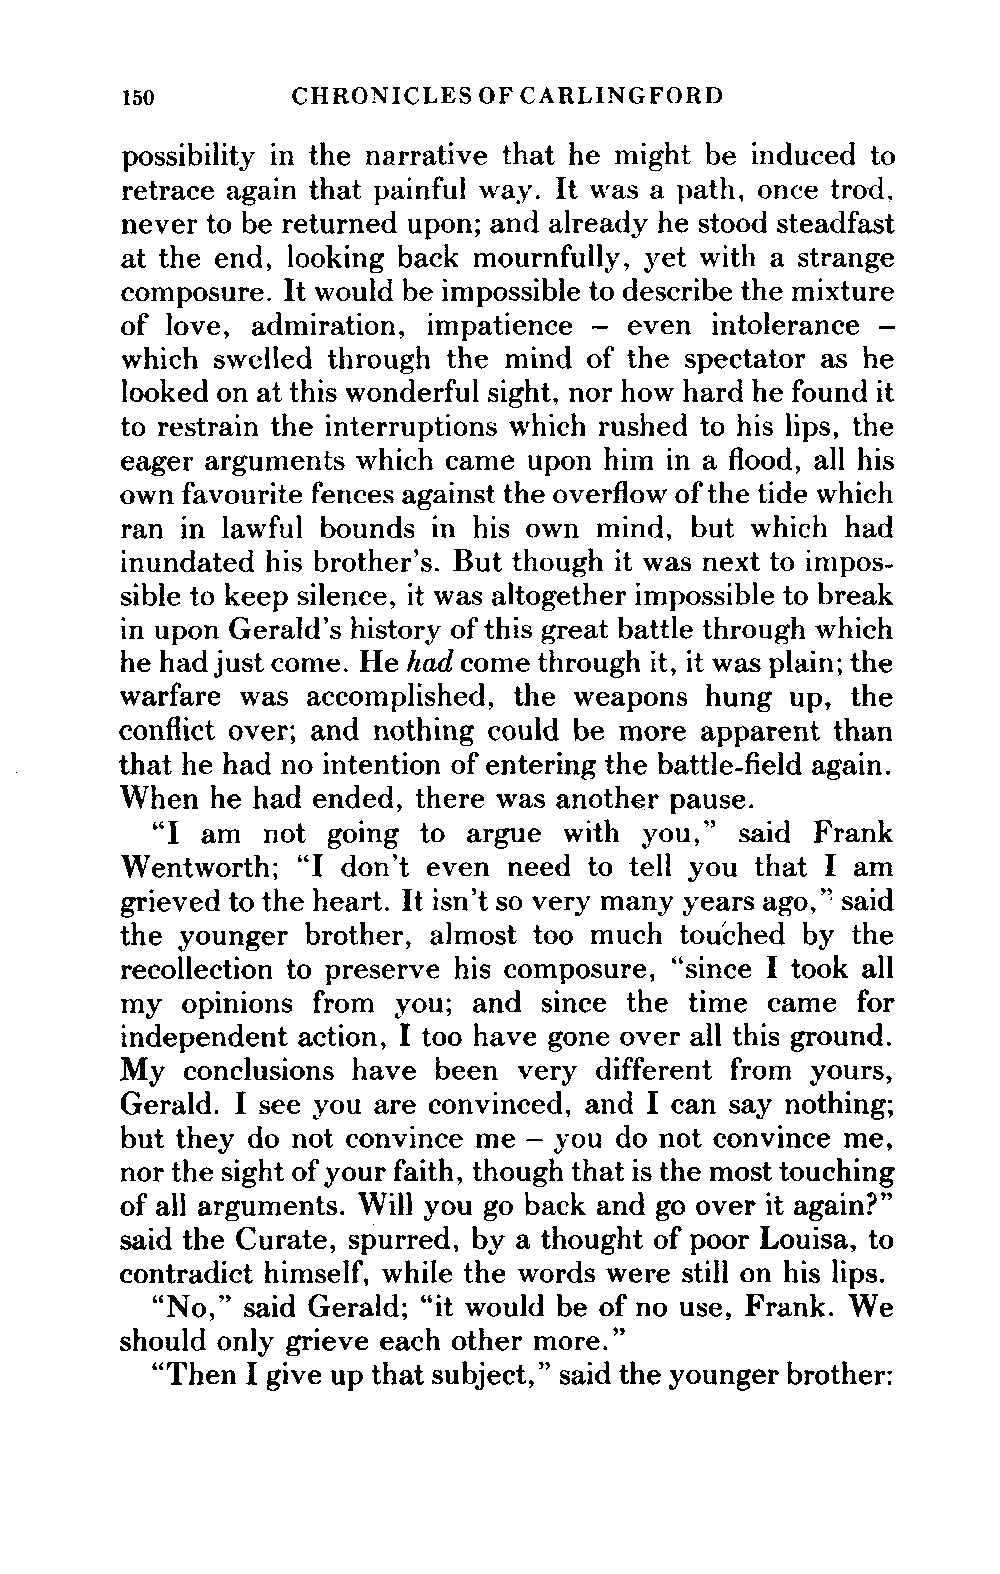 150 CHRONICLES OF CARLINGFORD
possibility in the narrative that he might be induced to
retrace again that painful way. It was a path, once trod,
never to be returned upon; and already he stood steadfast
at the end, looking back mournfully, yet with a strange
composure. It would be impossible to describe the mixture
of love, admiration, impatience – even intolerance –
which swelled through the mind of the spectator as he
looked on at this wonderful sight, nor how hard he found it
to restrain the interruptions which rushed to his lips, the
eager arguments which came upon him in a flood, all his
own favourite fences against the overflow of the tide which
ran in lawful bounds in his own mind, but which had
inundated his brother's. But though it was next to impos-
sible to keep silence, it was altogether impossible to break
in upon Gerald's history of this great battle through which
he had just come. He had come through it, it was plain; the
warfare was accomplished, the weapons hung up, the
conflict over; and nothing could be more apparent than
that he had no intention of entering the battle-field again.
When he had ended, there was another pause.
“I am not going to argue with you,” said Frank
Wentworth; “I don't even need to tell you that I am
grieved to the heart. It isn't so very many years ago,” said
the younger brother, almost too much touched by the
recollection to preserve his composure, “since I took all
my opinions from you; and since the time came for
independent action, I too have gone over all this ground.
My conclusions have been very different from yours,
Gerald. I see you are convinced, and I can say nothing;
but they do not convince me – you do not convince me,
nor the sight of your faith, though that is the most touching
of all arguments. Will you go back and go over it again?”
said the Curate, spurred, by a thought of poor Louisa, to
contradict himself, while the words were still on his lips.
“No,” said Gerald; “it would be of no use, Frank. We
should only grieve each other more.”
“Then I give up that subject,” said the younger brother: